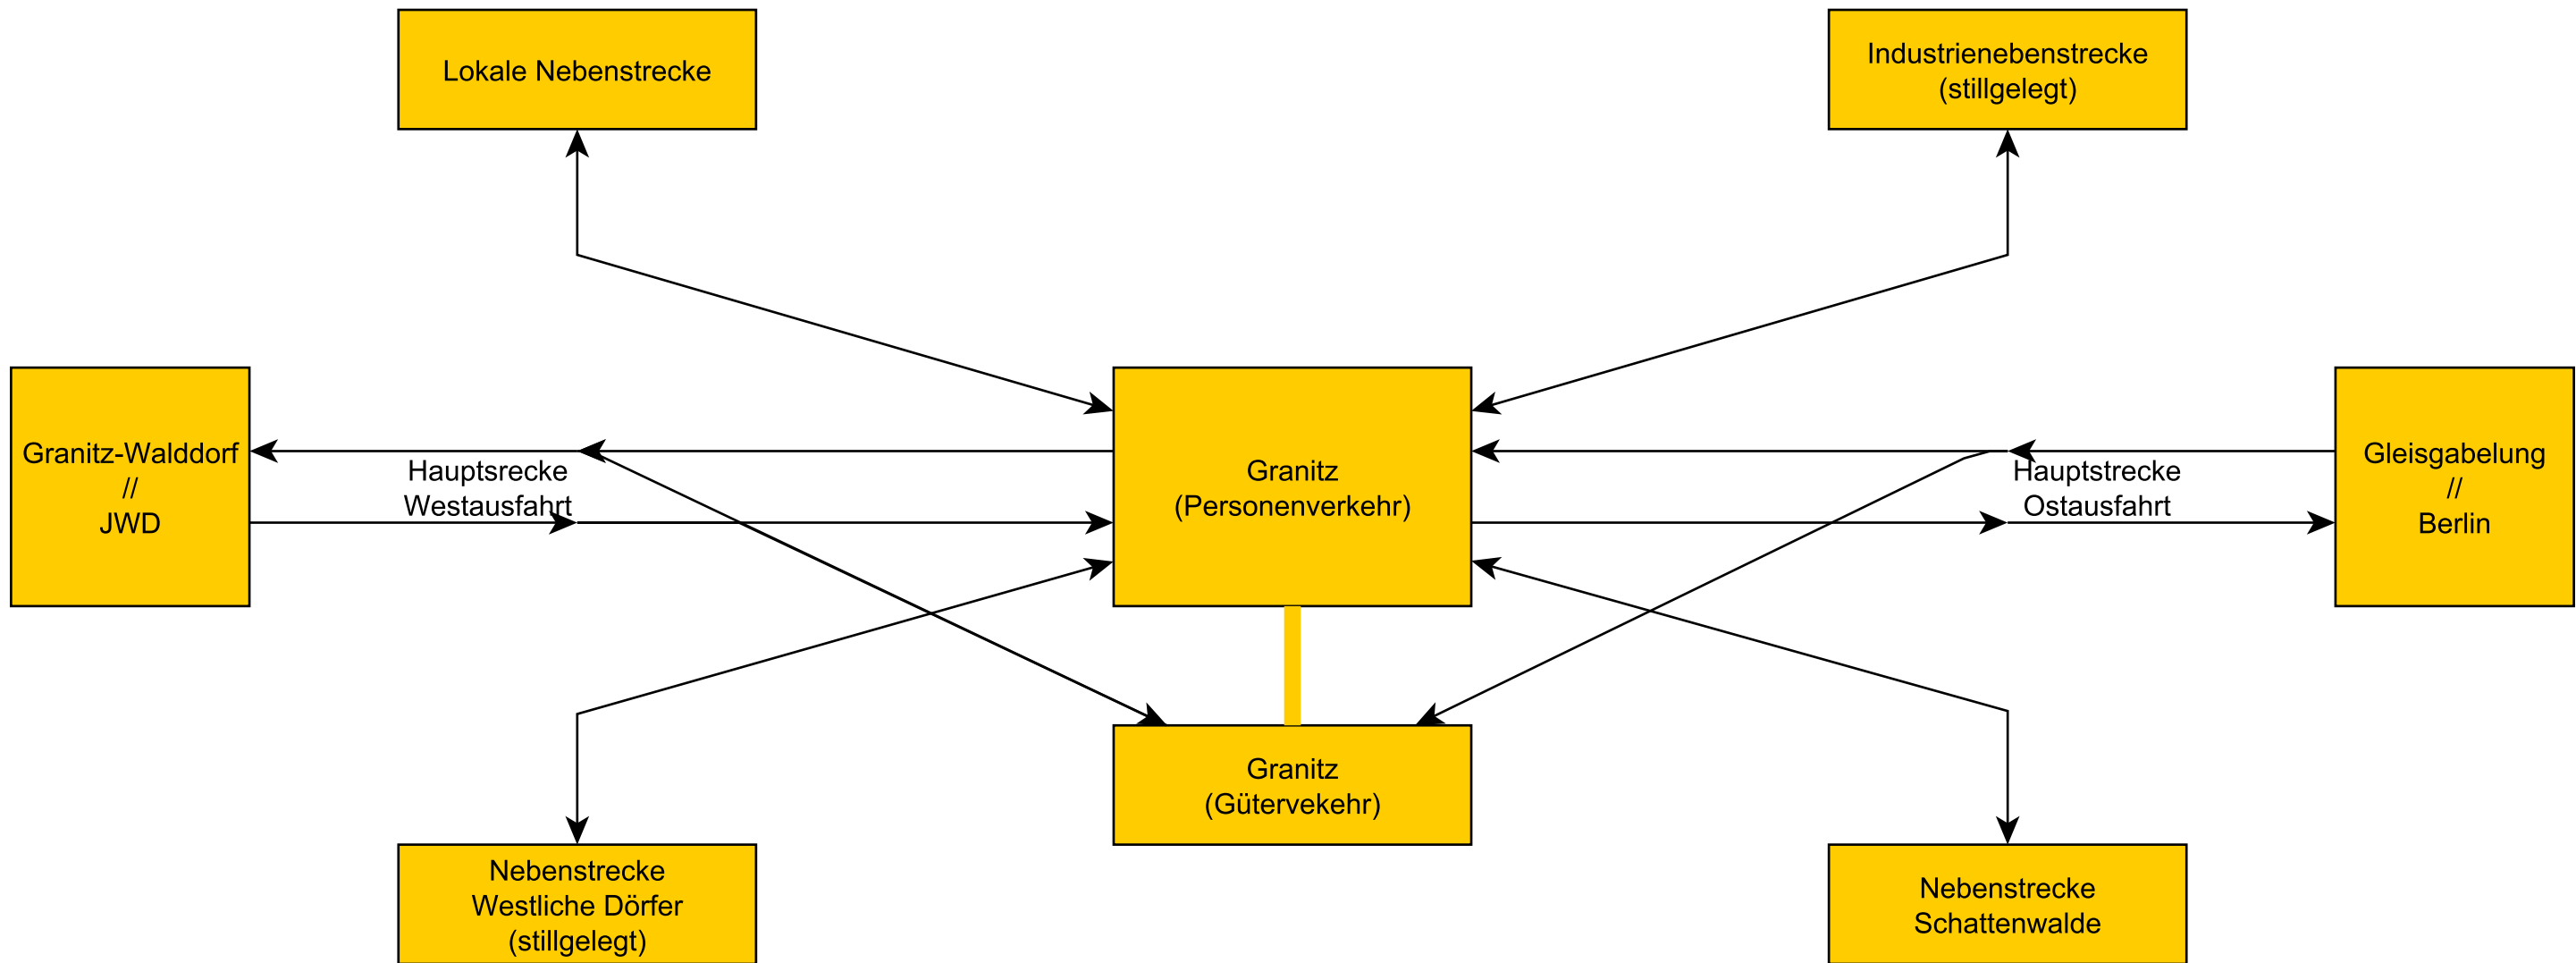 Lokale Nebenstrecke
Industrienebenstrecke
(stillgelegt)
Granitz-Walddorf
//
JWD
Hauptsrecke
Westausfahrt
Granitz
(Personenverkehr)
Hauptstrecke
Ostausfahrt
Gleisgabelung
//
Berlin
Granitz
(Gütervekehr)
Nebenstrecke
Westliche Dörfer
(stillgelegt)
Nebenstrecke
Schattenwalde